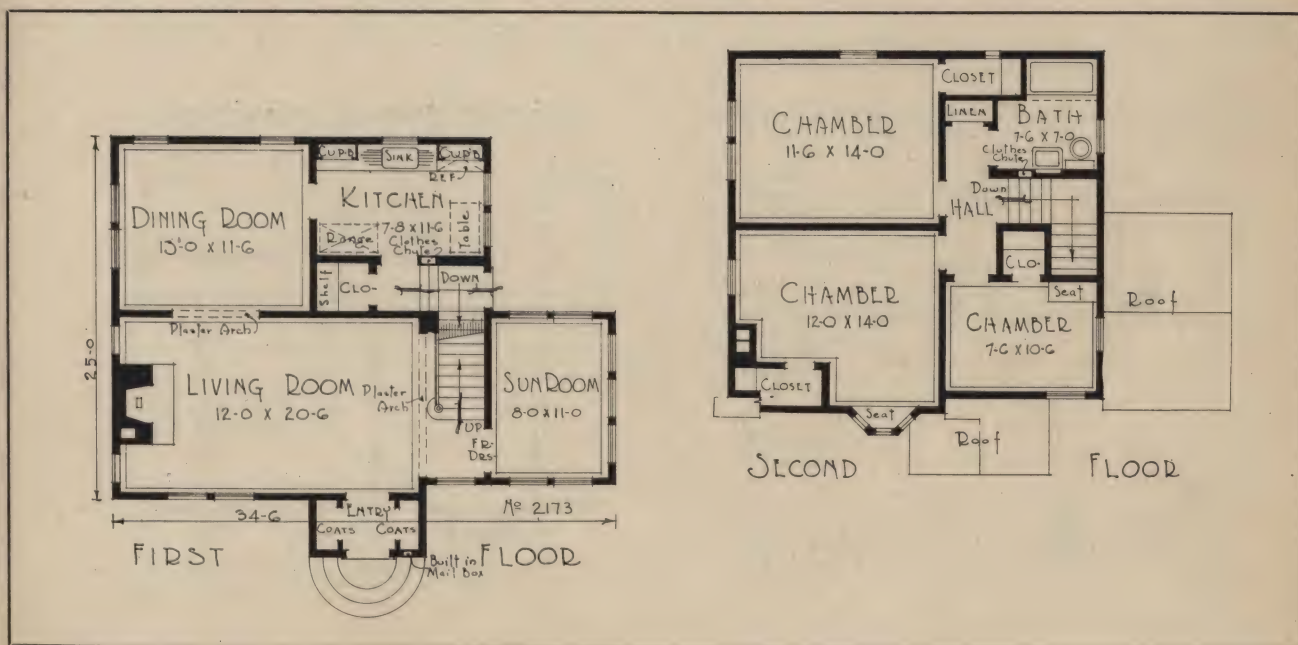 DINING ROOM
13-0 X 11-6
CUP'D
SINK
CUP'D
REF.
KITCHEN
7-8 X 11-6
Range
Clothes
Chute
Table
Shelf
CLO-
DOWN
Plaster Arch
25-0
LIVING ROOM
12-0 X 20-6
Plaster
Arch
UP
FR-
DRS-
SUN ROOM
8-0 X 11-0
34-6
ENTRY
COATS
COATS
No 2173
Built in
Mail Box
FIRST FLOOR
CHAMBER
11-6 X 14-0
CLOSET
LINEN
BATH
7-6 X 7-0
Clothes
Chute
Down
HALL
CLO-
CHAMBER
12-0 X 14-0
CLOSET
Seat
Seat
CHAMBER
7-6 X 10-6
Roof
Roof
SECOND FLOOR